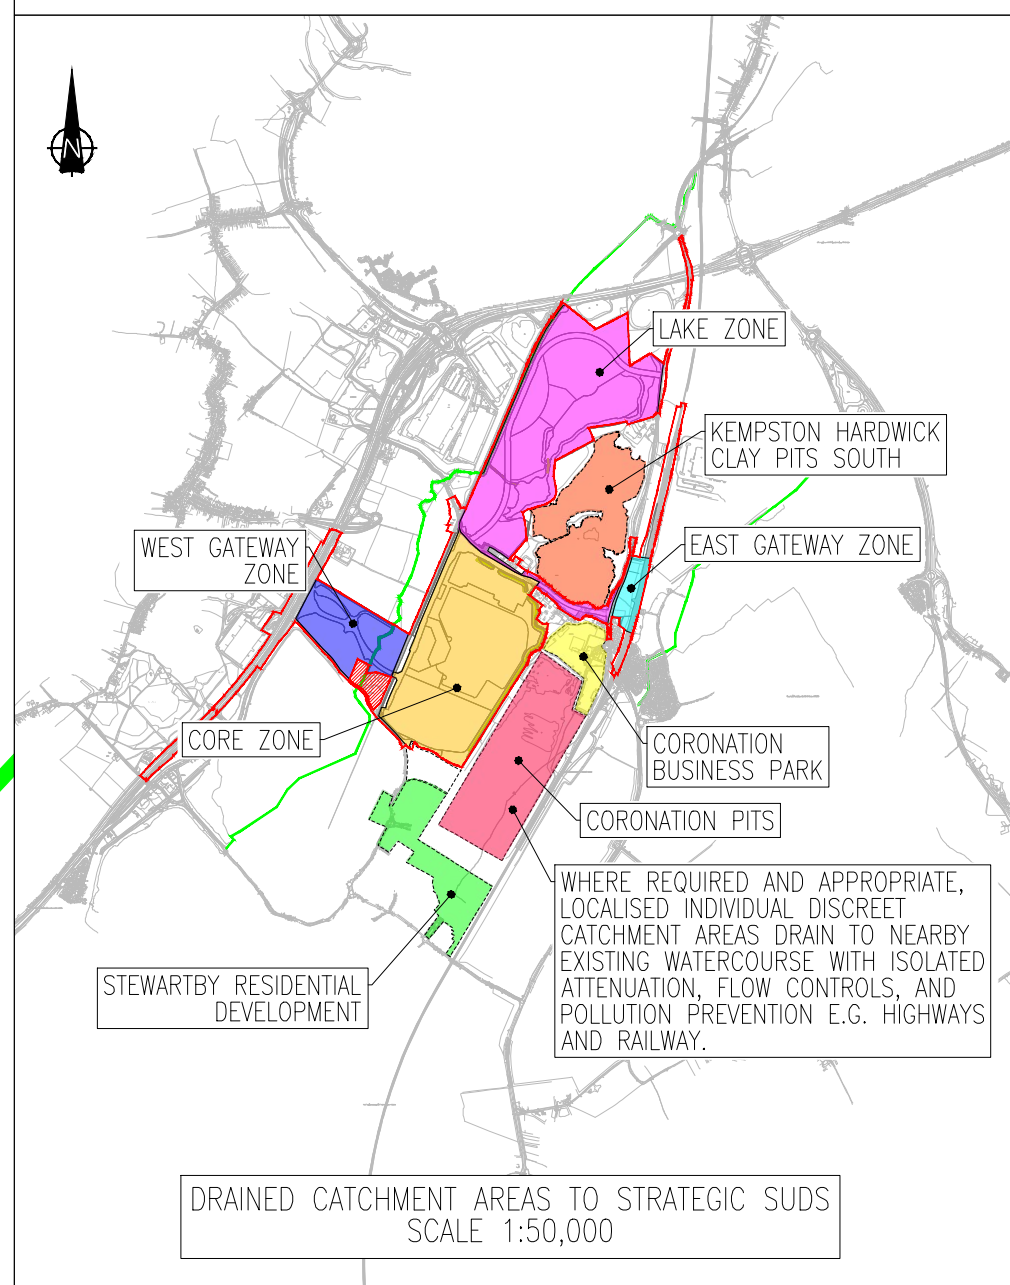 N
LAKE ZONE
KEMPSTON HARDWICK
CLAY PITS SOUTH
EAST GATEWAY ZONE
WEST GATEWAY
ZONE
CORE ZONE
CORONATION
BUSINESS PARK
CORONATION PITS
WHERE REQUIRED AND APPROPRIATE,
LOCALISED INDIVIDUAL DISCREET
CATCHMENT AREAS DRAIN TO NEARBY
EXISTING WATERCOURSE WITH ISOLATED
ATTENUATION, FLOW CONTROLS, AND
POLLUTION PREVENTION E.G. HIGHWAYS
AND RAILWAY.
STEWARTBY RESIDENTIAL
DEVELOPMENT
DRAINED CATCHMENT AREAS TO STRATEGIC SUDS
SCALE 1:50,000